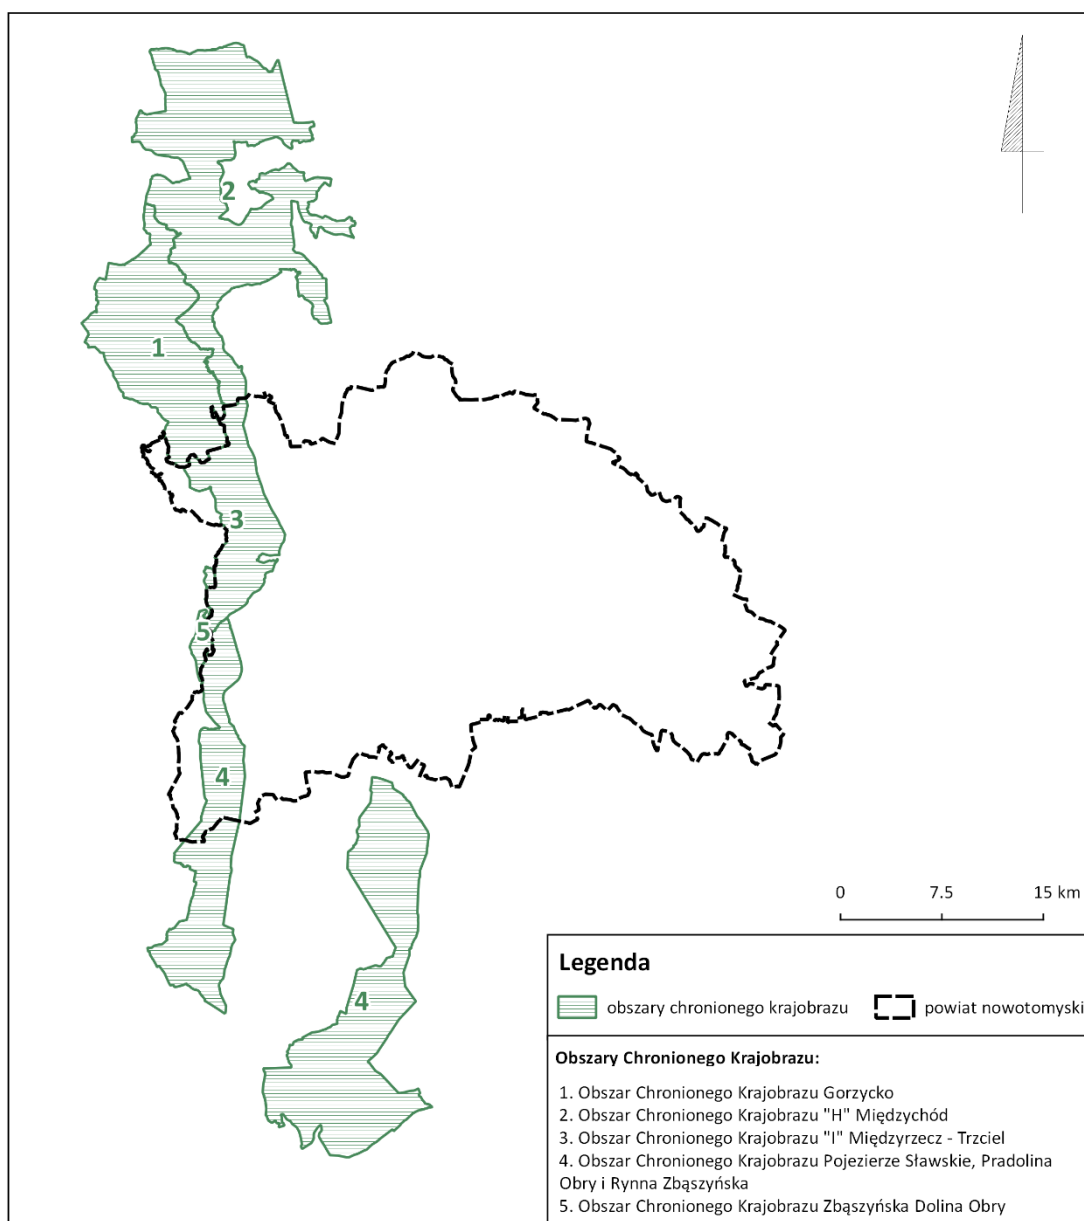 2
1
3
5
4
4
0 7.5 15 km
Legenda
obszary chronionego krajobrazu powiat nowotomyski
Obszary Chronionego Krajobrazu:
1. Obszar Chronionego Krajobrazu Gorzycko
2. Obszar Chronionego Krajobrazu "H" Międzychód
3. Obszar Chronionego Krajobrazu "I" Międzyrzecz - Trzciel
4. Obszar Chronionego Krajobrazu Pojezierze Sławskie, Pradolina
Obry i Rynna Zbąszyńska
5. Obszar Chronionego Krajobrazu Zbąszyńska Dolina Obry